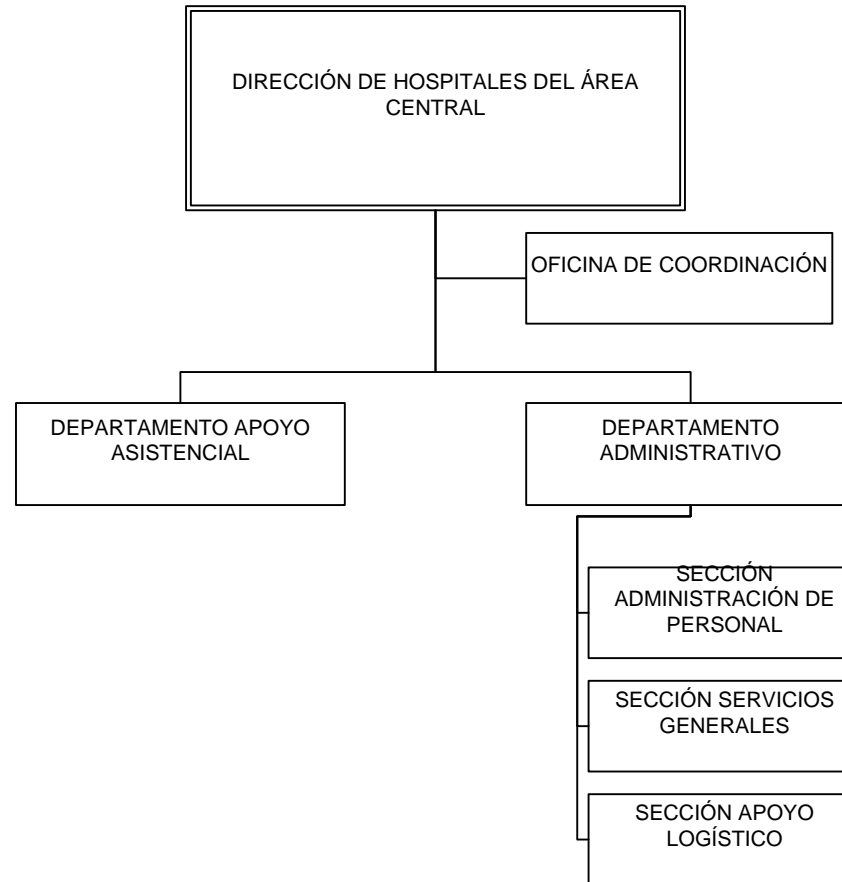 DIRECCIÓN DE HOSPITALES DEL ÁREA
CENTRAL
OFICINA DE COORDINACIÓN
DEPARTAMENTO APOYO
ASISTENCIAL
DEPARTAMENTO
ADMINISTRATIVO
SECCIÓN
ADMINISTRACIÓN DE
PERSONAL
SECCIÓN SERVICIOS
GENERALES
SECCIÓN APOYO
LOGÍSTICO